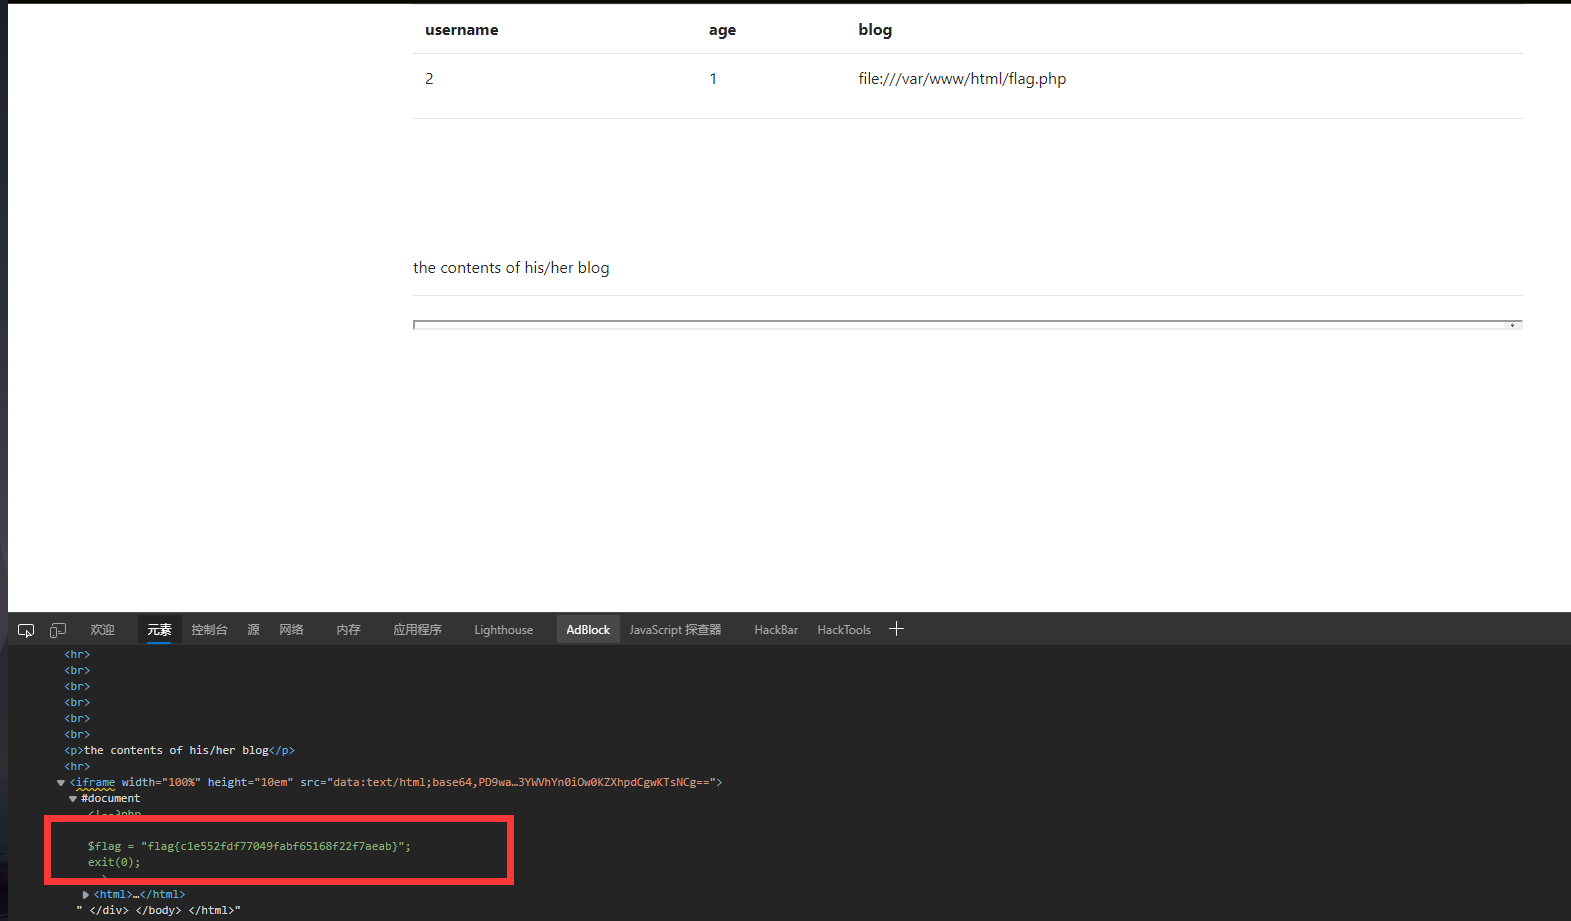 username age blog
2 1 file:///var/www/html/flag.php
the contents of his/her blog
欢迎 元素 控制台 源 网络 内存 应用程序 Lighthouse AdBlock JavaScript 探查器 HackBar HackTools
<hr>
<br>
<br>
<br>
<br>
<br>
<p>the contents of his/her blog</p>
<hr>
<iframe width="100%" height="10em" src="data:text/html;base64,PD9wa…3YWVhYn0iOw0KZXhpdCgwKTsNCg==">
#document
<!--?php
$flag = "flag{c1e552fdf77049fabf65168f22f7aeab}";
exit(0);
<html>…</html>
" </div> </body> </html>"